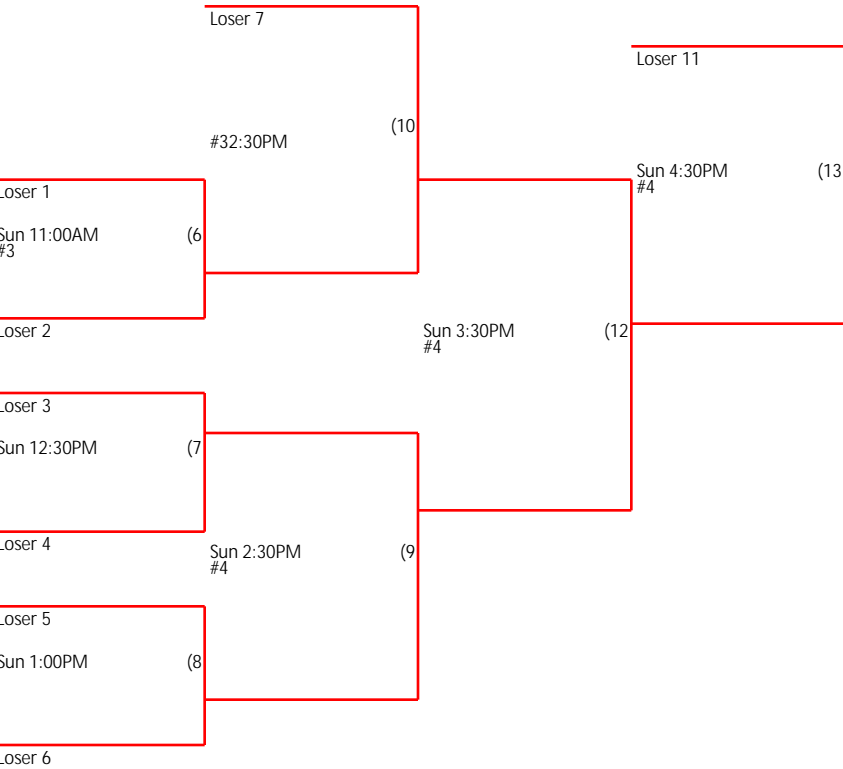 Loser 7
Loser 11
(10
#32:30PM
Sun 4:30PM (13
#4
Loser 1
Sun 11:00AM (6
#3
Loser 2
Sun 3:30PM (12
#4
Loser 3
Sun 12:30PM (7
Loser 4
Sun 2:30PM (9
#4
Loser 5
Sun 1:00PM (8
Loser 6